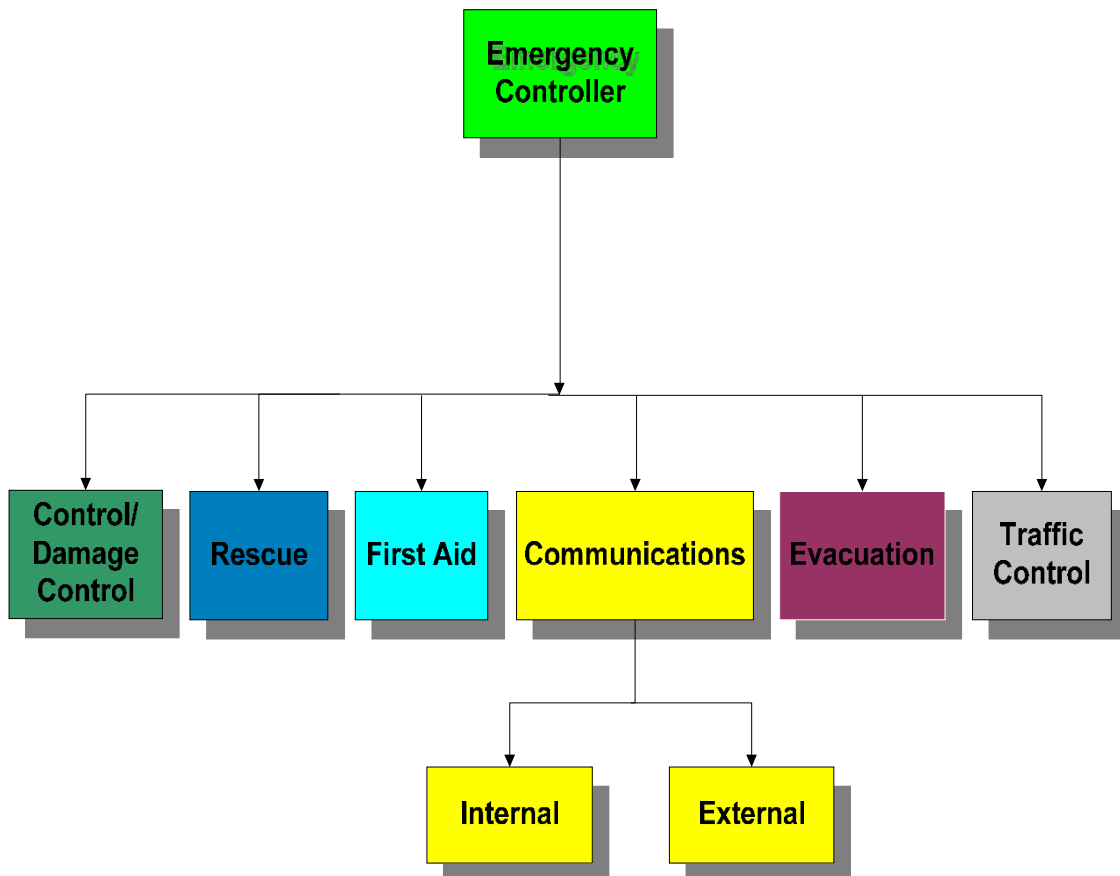 Emergency
Controller
Control/
Damage
Control
Rescue
First Aid
Communications
Evacuation
Traffic
Control
Internal
External